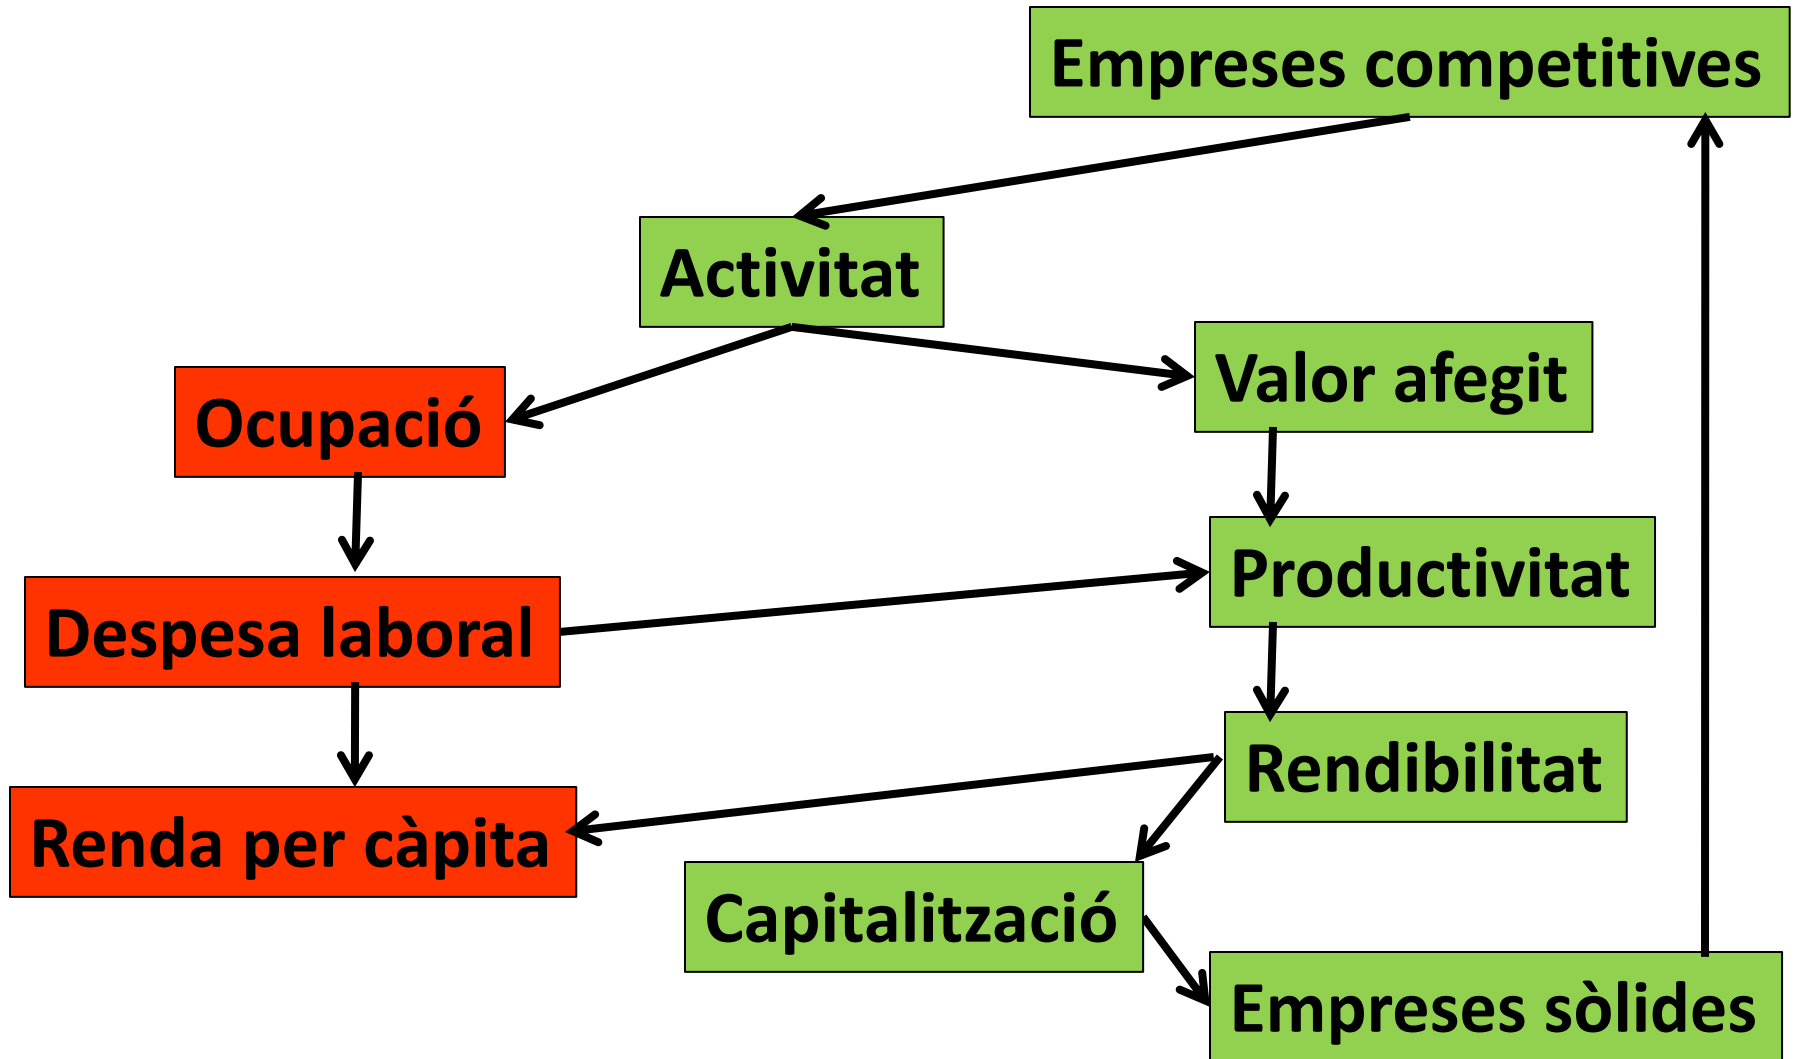 Empreses competitives
Activitat
Valor afegit
Ocupació
Productivitat
Despesa laboral
Rendibilitat
Renda per càpita
Capitalització
Empreses sòlides